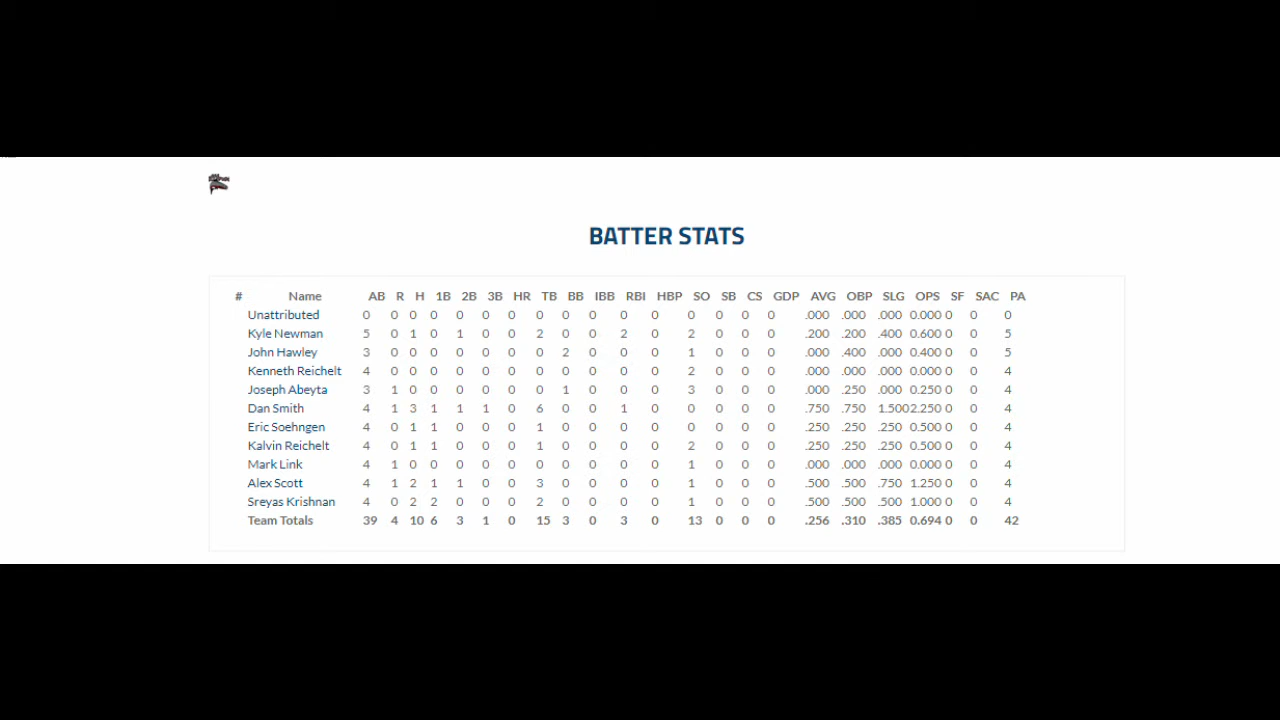 BATTER STATS
# Name AB R H 1B 2B 3B HR TB BB IBB RBI HBP SO SB CS GDP AVG OBP SLG OPS SF SAC PA
Unattributed 0 0 0 0 0 0 0 0 0 0 0 0 0 0 0 0 .000 .000 .000 0.000 0 0 0
Kyle Newman 5 0 1 0 1 0 0 2 0 0 2 0 2 0 0 0 .200 .200 .400 0.600 0 0 5
John Hawley 3 0 0 0 0 0 0 0 2 0 0 0 1 0 0 0 .000 .400 .000 0.400 0 0 5
Kenneth Reichelt 4 0 0 0 0 0 0 0 0 0 0 0 2 0 0 0 .000 .000 .000 0.000 0 0 4
Joseph Abeyta 3 1 0 0 0 0 0 0 1 0 0 0 3 0 0 0 .000 .250 .000 0.250 0 0 4
Dan Smith 4 1 3 1 1 1 0 6 0 0 1 0 0 0 0 0 .750 .750 1.500 2.250 0 0 4
Eric Soehngen 4 0 1 1 0 0 0 1 0 0 0 0 0 0 0 0 .250 .250 .250 0.500 0 0 4
Kalvin Reichelt 4 0 1 1 0 0 0 1 0 0 0 0 2 0 0 0 .250 .250 .250 0.500 0 0 4
Mark Link 4 1 0 0 0 0 0 0 0 0 0 0 1 0 0 0 .000 .000 .000 0.000 0 0 4
Alex Scott 4 1 2 1 1 0 0 3 0 0 0 0 1 0 0 0 .500 .500 .750 1.250 0 0 4
Sreyas Krishnan 4 0 2 2 0 0 0 2 0 0 0 0 1 0 0 0 .500 .500 .500 1.000 0 0 4
Team Totals 39 4 10 6 3 1 0 15 3 0 3 0 13 0 0 0 .256 .310 .385 0.694 0 0 42